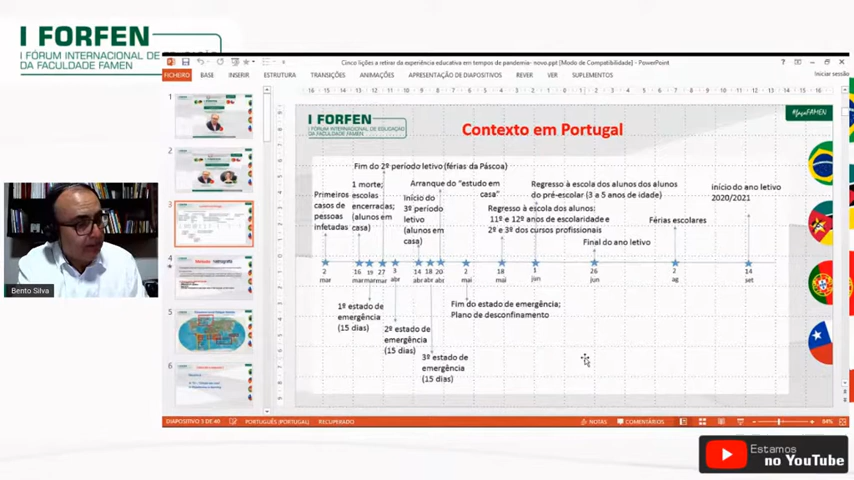 I FORFEN
I FÓRUM INTERNACIONAL DE EDUCAÇÃO
DA FACULDADE FAMEN
Cinco lições a retirar da experiência educativa em tempos de pandemia- novo.ppt [Modo de Compatibilidade] - PowerPoint
Iniciar sessão
FICHEIRO BASE INSERIR ESTRUTURA TRANSIÇÕES ANIMAÇÕES APRESENTAÇÃO DE DIAPOSITIVOS REVER VER SUPLEMENTOS
1
2
3
4
5
6
I FORFEN
I FÓRUM INTERNACIONAL DE EDUCAÇÃO
DA FACULDADE FAMEN
#JogaFAMEN
Contexto em Portugal
Fim do 2º período letivo (férias da Páscoa)
Primeiros
casos de
pessoas
infetadas
1 morte;
escolas
encerradas;
(alunos em
casa)
Arranque do "estudo em
casa"
Início do
3º período
letivo
(alunos em
casa)
Regresso à escola dos alunos dos alunos
do pré-escolar (3 a 5 anos de idade)
Regresso à escola dos alunos:
11º e 12º anos de escolaridade e
2º e 3º dos cursos profissionais
Final do ano letivo
Férias escolares
início do ano letivo
2020/2021
2 16 19 27 3 14 18 20 2 18 1 26 2 14
mar mar mar mar abr abr abr abr mai mai jun jun ag set
1º estado de
emergência
(15 dias)
2º estado de
emergência
(15 dias)
3º estado de
emergência
(15 dias)
Fim do estado de emergência;
Plano de desconfinamento
Bento Silva
DIAPOSITIVO 3 DE 40 PORTUGUÊS (PORTUGAL) RECUPERADO
NOTAS COMENTÁRIOS 94%
Estamos
no YouTube